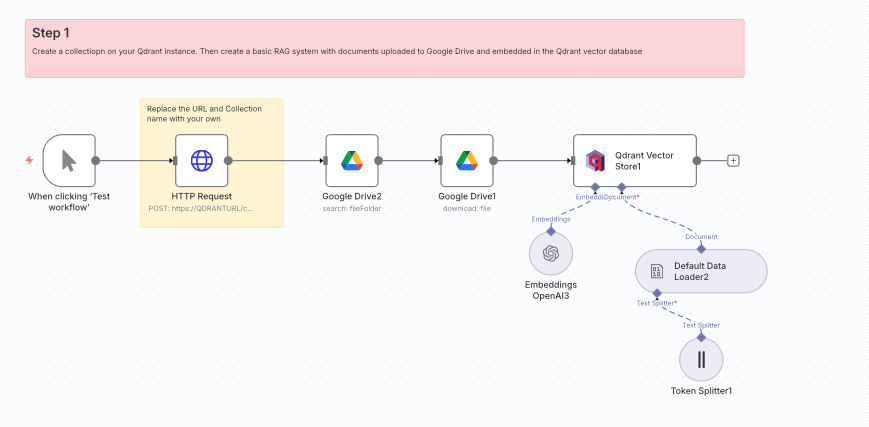 Step 1
Create a collectiopn on your Qdrant instance. Then create a basic RAG system with documents uploaded to Google Drive and embedded in the Qdrant vector database
Replace the URL and Collection
name with your own
When clicking ‘Test
workflow’
HTTP Request
POST: https://QDRANTURL/c...
Google Drive2
search: fileFolder
Google Drive1
download: file
Qdrant Vector
Store1
Document*
Embeddings
Embeddings
OpenAI3
Document
Default Data
Loader2
Text Splitter*
Text Splitter
Token Splitter1